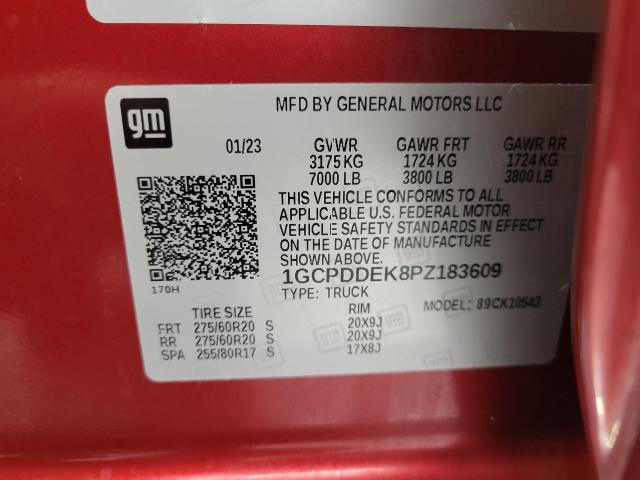 gm
MFD BY GENERAL MOTORS LLC
01/23 GVWR GAWR FRT GAWR RR
3175 KG 1724 KG 1724 KG
7000 LB 3800 LB 3800 LB
THIS VEHICLE CONFORMS TO ALL
APPLICABLE U.S. FEDERAL MOTOR
VEHICLE SAFETY STANDARDS IN EFFECT
ON THE DATE OF MANUFACTURE
SHOWN ABOVE.
170H
1GCPDDEK8PZ183609
TYPE: TRUCK MODEL: 89CK10543
TIRE SIZE RIM
FRT 275/60R20 S 20X9J
RR 275/60R20 S 20X9J
SPA 255/80R17 S 17X8J